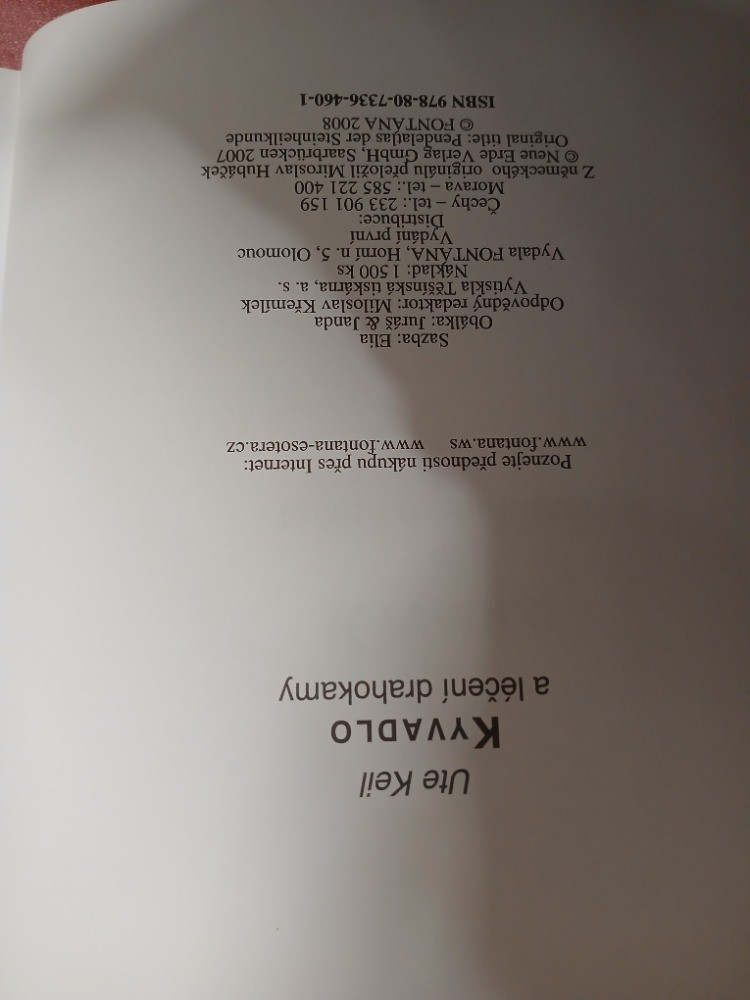 Ute Keil
KYVADLO
a léčení drahokamy
Poznejte přednosti nákupu přes Internet:
www.fontana.ws www.fontana-esotera.cz
Sazba: Elia
Obálka: Juráš & Janda
Odpovědný redaktor: Miloslav Křemílek
Vytiskla Těšínská tiskárna, a. s.
Náklad: 1 500 ks
Vydala FONTÁNA, Horní n. 5, Olomouc
Vydání první
Distribuce:
Čechy – tel.: 233 901 159
Morava – tel.: 585 221 400
Z německého originálu přeložil Miroslav Hubáček
© Neue Erde Verlag GmbH, Saarbrücken 2007
Original title: Pendelatlas der Steinheilkunde
© FONTÁNA 2008
ISBN 978-80-7336-460-1